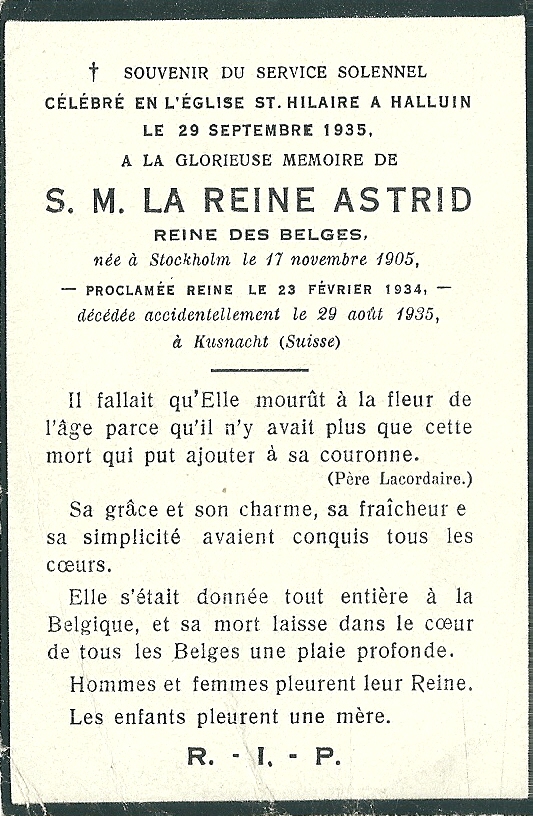 † SOUVENIR DU SERVICE SOLENNEL
CÉLÉBRÉ EN L'ÉGLISE ST. HILAIRE A HALLUIN
LE 29 SEPTEMBRE 1935,
A LA GLORIEUSE MEMOIRE DE
S. M. LA REINE ASTRID
REINE DES BELGES,
née à Stockholm le 17 novembre 1905,
— PROCLAMÉE REINE LE 23 FÉVRIER 1934, —
décédée accidentellement le 29 août 1935,
à Kusnacht (Suisse)
Il fallait qu'Elle mourût à la fleur de
l'âge parce qu'il n'y avait plus que cette
mort qui put ajouter à sa couronne.
(Père Lacordaire.)
Sa grâce et son charme, sa fraîcheur e
sa simplicité avaient conquis tous les
cœurs.
Elle s'était donnée tout entière à la
Belgique, et sa mort laisse dans le cœur
de tous les Belges une plaie profonde.
Hommes et femmes pleurent leur Reine.
Les enfants pleurent une mère.
R. - I. - P.